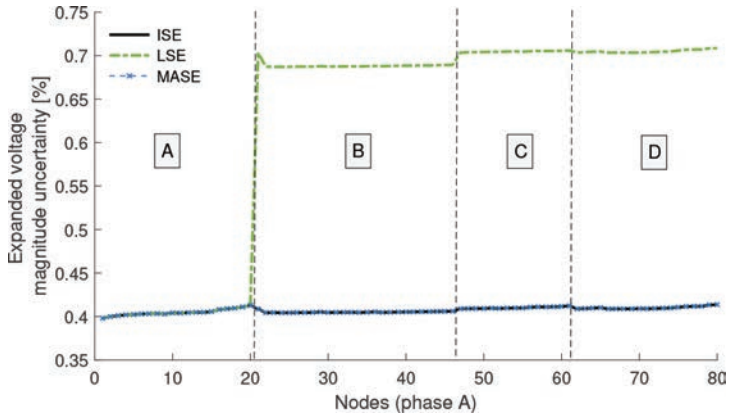 ISE
LSE
MASE
Expanded voltage
magnitude uncertainty [%]
0.75
0.7
0.65
0.6
0.55
0.5
0.45
0.4
0.35
A
B
C
D
0 10 20 30 40 50 60 70 80
Nodes (phase A)